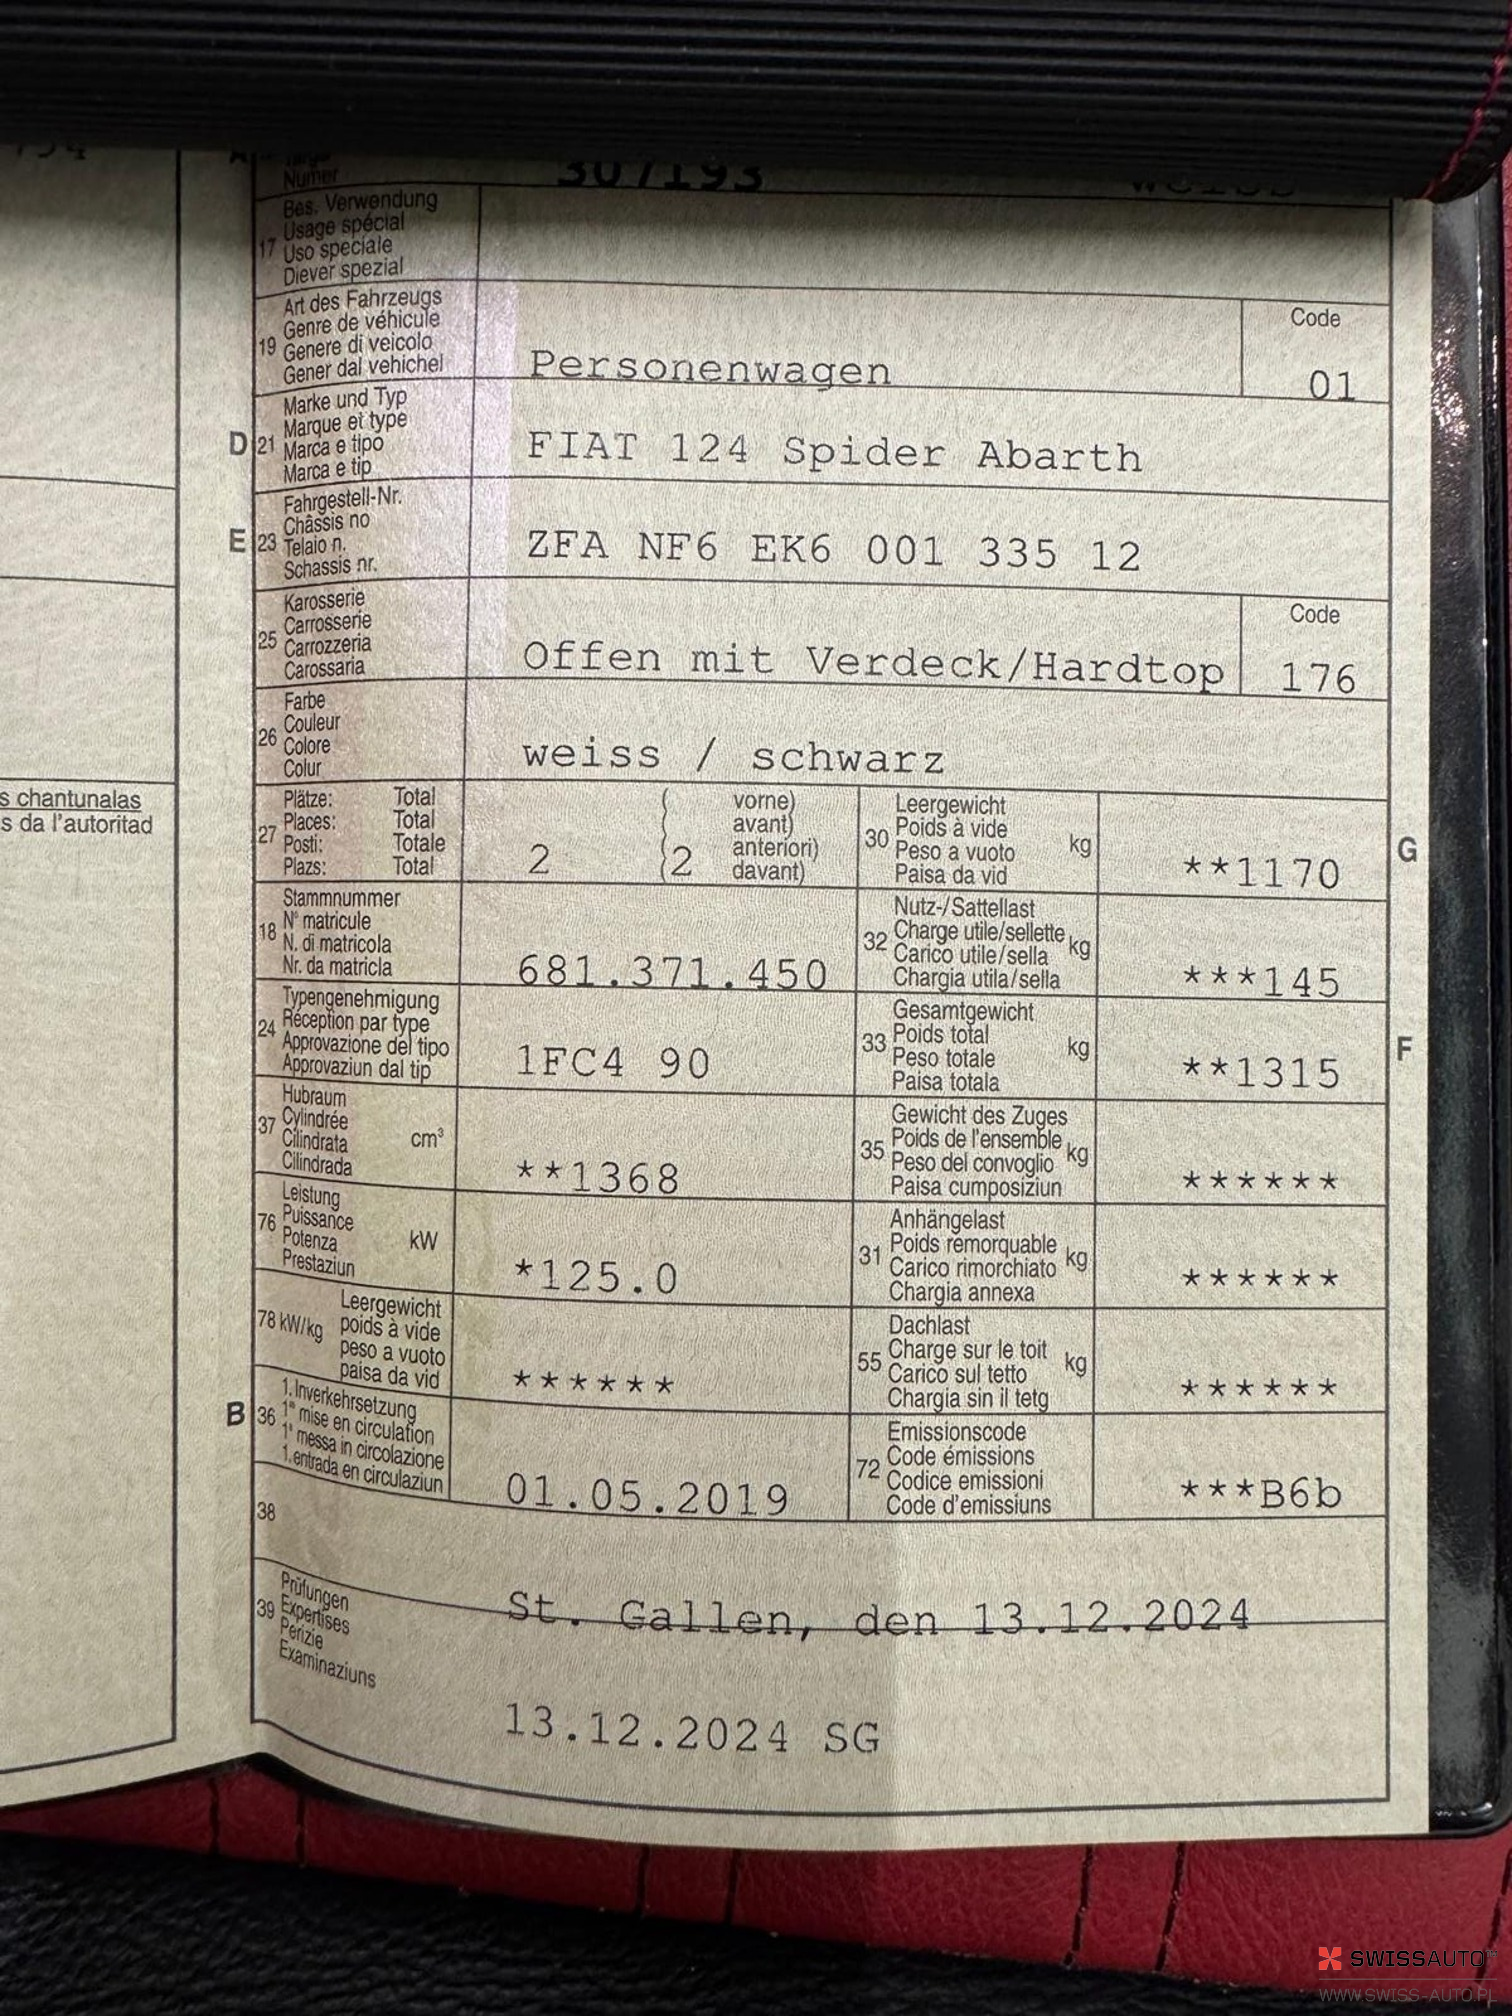 Numer
307193
weiss
17
Bes. Verwendung
Usage spécial
Uso speciale
Diever spezial
19
Art des Fahrzeugs
Genre de véhicule
Genere di veicolo
Gener dal vehichel
Personenwagen
Code
01
D
21
Marke und Typ
Marque et type
Marca e tipo
Marca e tip
FIAT 124 Spider Abarth
E
23
Fahrgestell-Nr.
Châssis no
Telaio n.
Schassis nr.
ZFA NF6 EK6 001 335 12
25
Karosserie
Carrosserie
Carrozzeria
Carossaria
Offen mit Verdeck/Hardtop
Code
176
26
Farbe
Couleur
Colore
Colur
weiss / schwarz
s chantunalas
s da l'autoritad
27
Plätze: Total
Places: Total
Posti: Totale
Plazs: Total
2 (2
vorne)
avant)
anteriori)
davant)
30
Leergewicht
Poids à vide
Peso a vuoto
Paisa da vid
kg
**1170
G
18
Stammnummer
N° matricule
N. di matricola
Nr. da matricla
681.371.450
32
Nutz-/Sattellast
Charge utile/sellette
Carico utile/sella
Chargia utila/sella
kg
***145
24
Typengenehmigung
Réception par type
Approvazione del tipo
Approvaziun dal tip
1FC4 90
33
Gesamtgewicht
Poids total
Peso totale
Paisa totala
kg
**1315
F
37
Hubraum
Cylindrée
Cilindrata
Cilindrada
cm³
**1368
35
Gewicht des Zuges
Poids de l'ensemble
Peso del convoglio
Paisa cumposiziun
kg
******
76
Leistung
Puissance
Potenza
Prestaziun
kW
*125.0
31
Anhängelast
Poids remorquable
Carico rimorchiato
Chargia annexa
kg
******
78 kW/kg
Leergewicht
poids à vide
peso a vuoto
paisa da vid
******
55
Dachlast
Charge sur le toit
Carico sul tetto
Chargia sin il tetg
kg
******
B
36
1. Inverkehrsetzung
1re mise en circulation
1a messa in circolazione
1. entrada en circulaziun
01.05.2019
72
Emissionscode
Code émissions
Codice emissioni
Code d'emissiuns
***B6b
38
St. Gallen, den 13.12.2024
39
Prüfungen
Expertises
Perizie
Examinaziuns
13.12.2024 SG
SWISSAUTO
WWW.SWISS-AUTO.PL